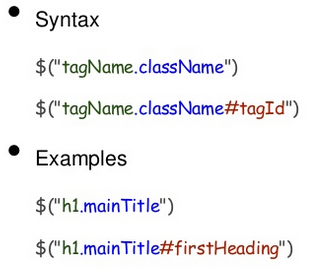 • Syntax
$("tagName.className")
$("tagName.className#tagId")
• Examples
$("h1.mainTitle")
$("h1.mainTitle#firstHeading")